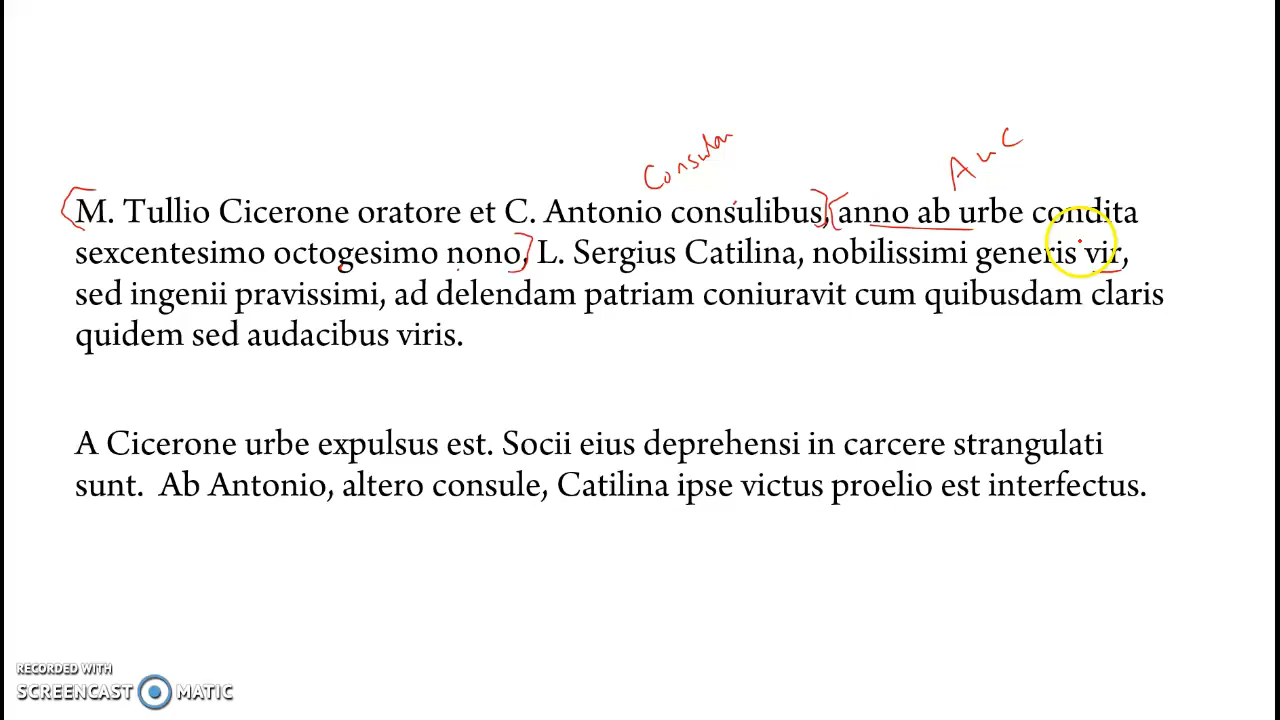 Consular
AUC
M. Tullio Cicerone oratore et C. Antonio consulibus, anno ab urbe condita
sexcentesimo octogesimo nono, L. Sergius Catilina, nobilissimi generis vir,
sed ingenii pravissimi, ad delendam patriam coniuravit cum quibusdam claris
quidem sed audacibus viris.
A Cicerone urbe expulsus est. Socii eius deprehensi in carcere strangulati
sunt. Ab Antonio, altero consule, Catilina ipse victus proelio est interfectus.
RECORDED WITH
SCREENCAST MATIC